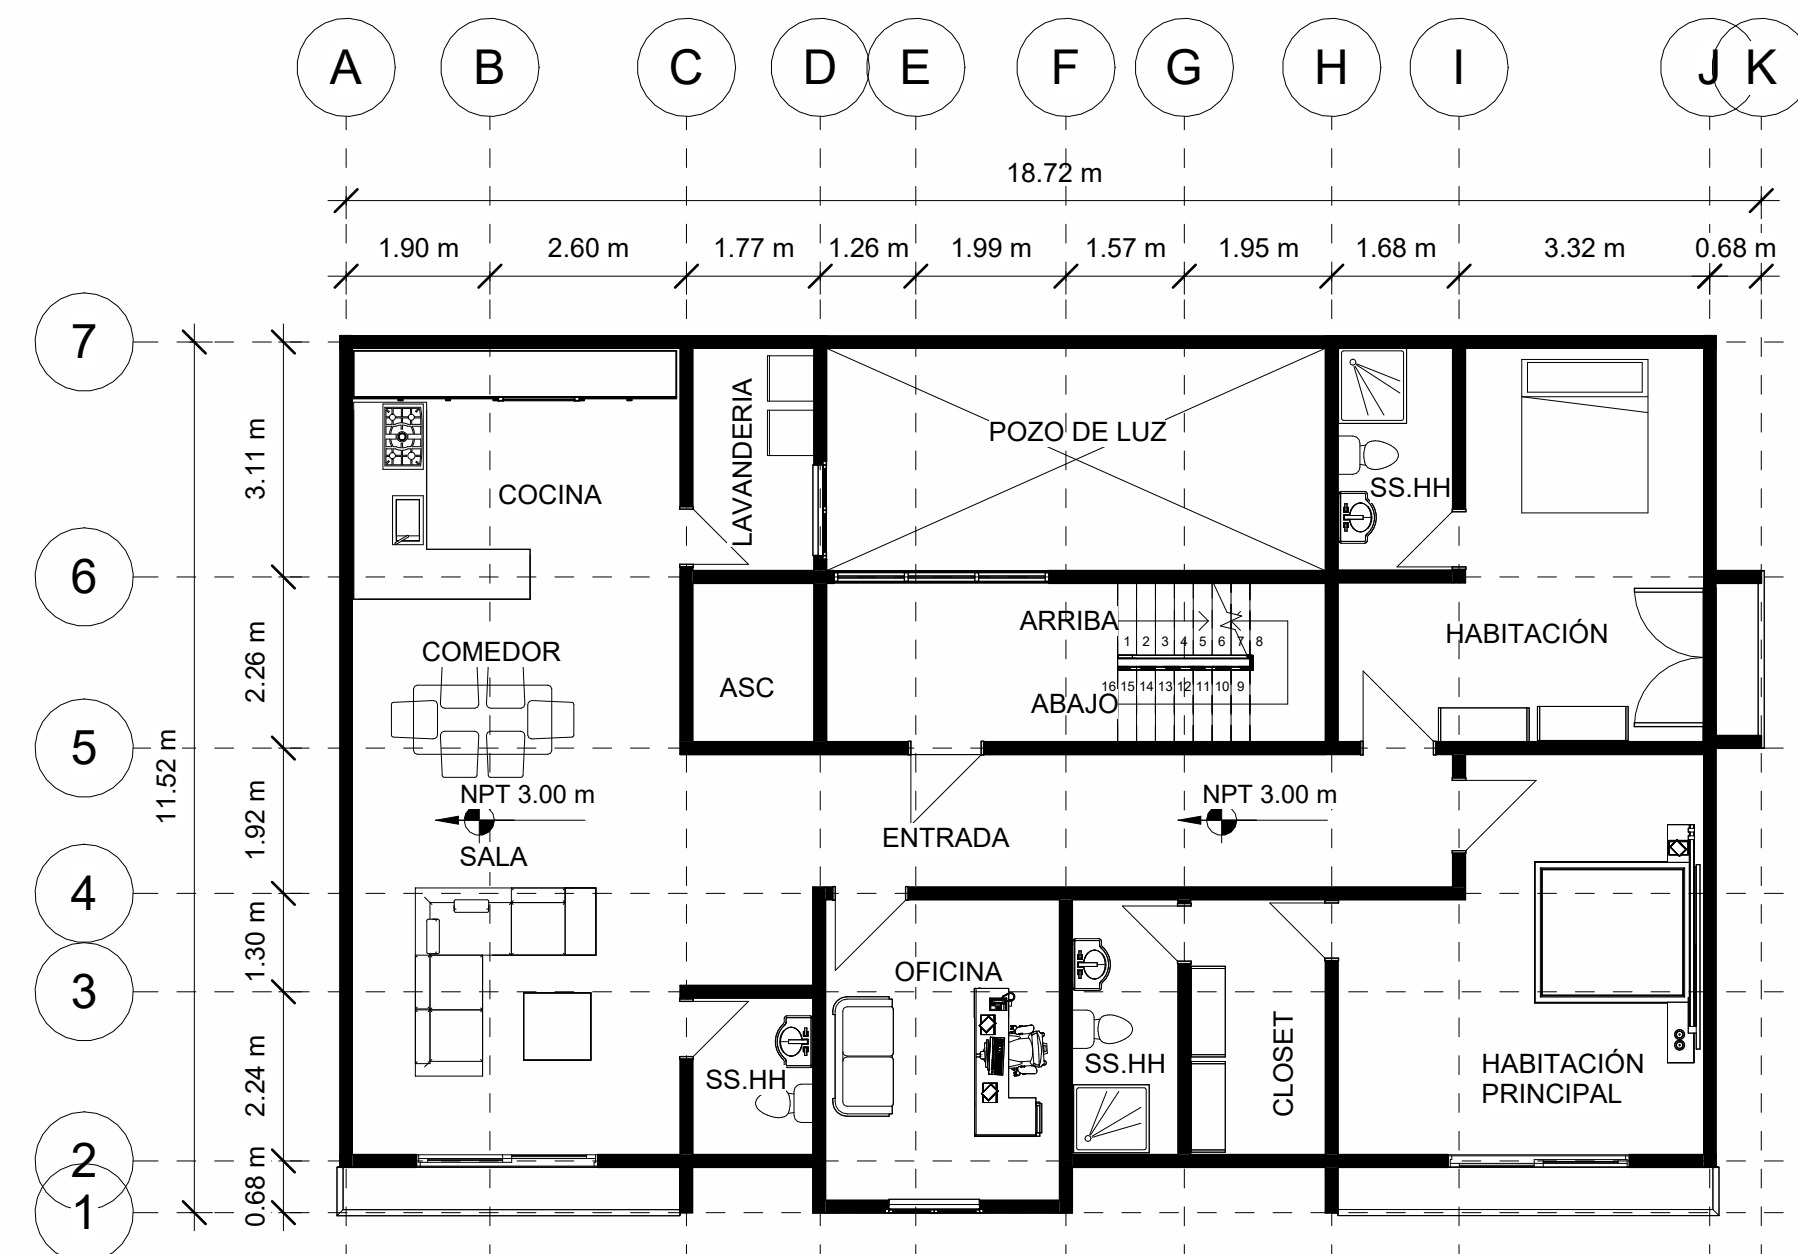 A B C D E F G H I J K
18.72 m
1.90 m 2.60 m 1.77 m 1.26 m 1.99 m 1.57 m 1.95 m 1.68 m 3.32 m 0.68 m
7
6
5
4
3
2
1
11.52 m
3.11 m
2.26 m
1.92 m
1.30 m
2.24 m
0.68 m
COCINA
LAVANDERIA
POZO DE LUZ
SS.HH
COMEDOR
ASC
ARRIBA
1 2 3 4 5 6 7 8
16 15 14 13 12 11 10 9
ABAJO
HABITACIÓN
NPT 3.00 m
SALA
ENTRADA
NPT 3.00 m
OFICINA
SS.HH
SS.HH
CLOSET
HABITACIÓN
PRINCIPAL